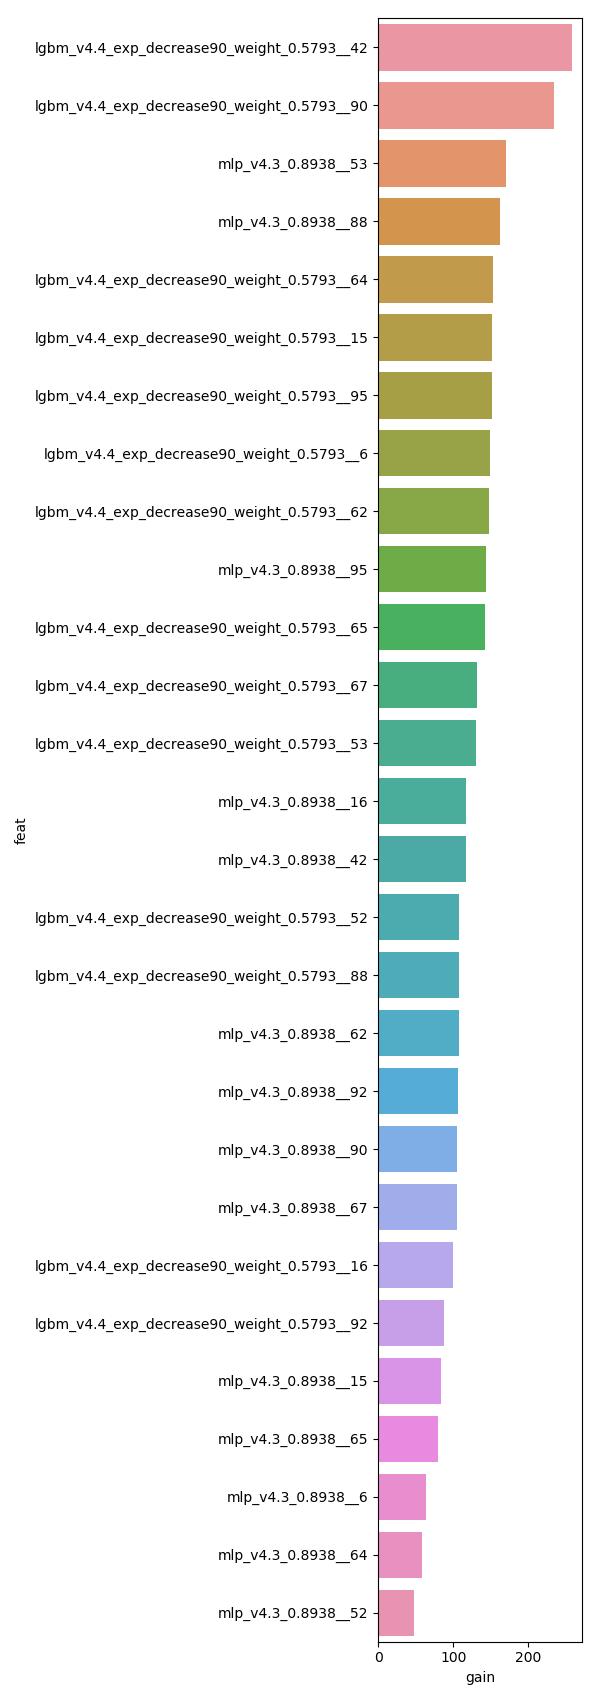 lgbm_v4.4_exp_decrease90_weight_0.5793__42
lgbm_v4.4_exp_decrease90_weight_0.5793__90
mlp_v4.3_0.8938__53
mlp_v4.3_0.8938__88
lgbm_v4.4_exp_decrease90_weight_0.5793__64
lgbm_v4.4_exp_decrease90_weight_0.5793__15
lgbm_v4.4_exp_decrease90_weight_0.5793__95
lgbm_v4.4_exp_decrease90_weight_0.5793__6
lgbm_v4.4_exp_decrease90_weight_0.5793__62
mlp_v4.3_0.8938__95
lgbm_v4.4_exp_decrease90_weight_0.5793__65
lgbm_v4.4_exp_decrease90_weight_0.5793__67
lgbm_v4.4_exp_decrease90_weight_0.5793__53
mlp_v4.3_0.8938__16
feat
mlp_v4.3_0.8938__42
lgbm_v4.4_exp_decrease90_weight_0.5793__52
lgbm_v4.4_exp_decrease90_weight_0.5793__88
mlp_v4.3_0.8938__62
mlp_v4.3_0.8938__92
mlp_v4.3_0.8938__90
mlp_v4.3_0.8938__67
lgbm_v4.4_exp_decrease90_weight_0.5793__16
lgbm_v4.4_exp_decrease90_weight_0.5793__92
mlp_v4.3_0.8938__15
mlp_v4.3_0.8938__65
mlp_v4.3_0.8938__6
mlp_v4.3_0.8938__64
mlp_v4.3_0.8938__52
0 100 200
gain